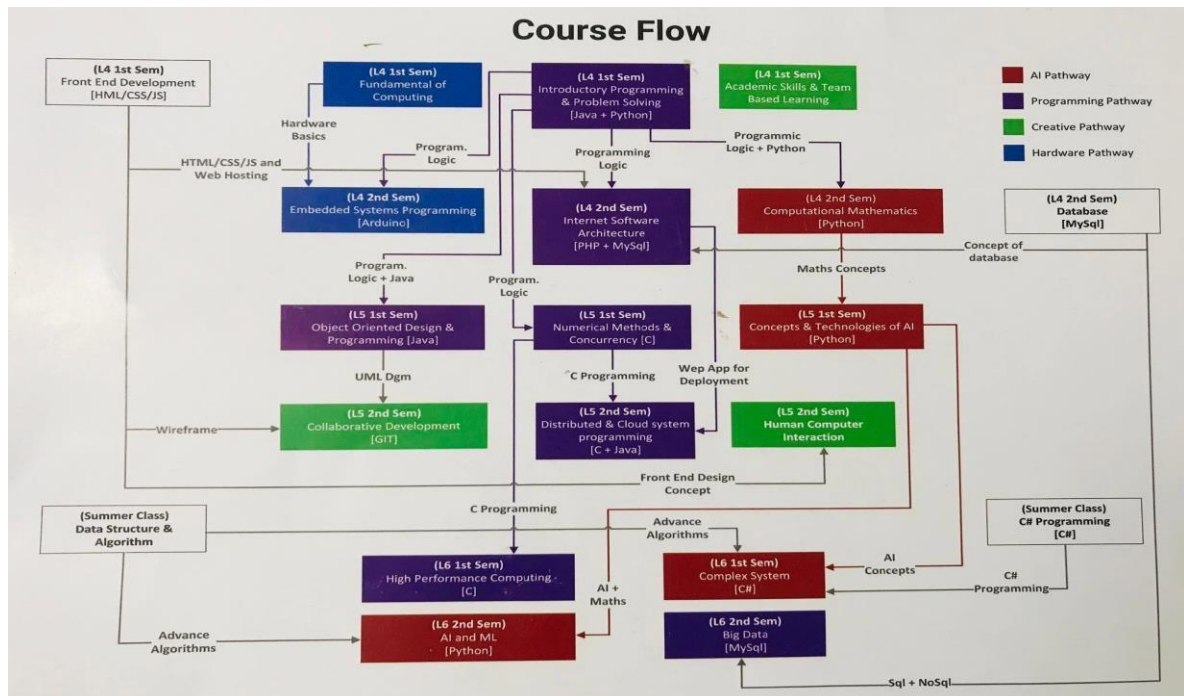 Course Flow
(L4 1st Sem)
Front End Development
[HML/CSS/JS]
(L4 1st Sem)
Fundamental of
Computing
(L4 1st Sem)
Introductory Programming
& Problem Solving
[Java + Python]
(L4 1st Sem)
Academic Skills & Team
Based Learning
AI Pathway
Programming Pathway
Creative Pathway
Hardware Pathway
Hardware
Basics
Program.
Logic
Programming
Logic
Programmic
Logic + Python
HTML/CSS/JS and
Web Hosting
(L4 2nd Sem)
Embedded Systems Programming
[Arduino]
(L4 2nd Sem)
Internet Software
Architecture
[PHP + MySql]
(L4 2nd Sem)
Computational Mathematics
[Python]
(L4 2nd Sem)
Database
[MySql]
Concept of
database
Program.
Logic + Java
Program.
Logic
Maths Concepts
(L5 1st Sem)
Object Oriented Design &
Programming [Java]
(L5 1st Sem)
Numerical Methods &
Concurrency [C]
(L5 1st Sem)
Concepts & Technologies of AI
[Python]
UML Dgm
C Programming
Wep App for
Deployment
(L5 2nd Sem)
Collaborative Development
[GIT]
(L5 2nd Sem)
Distributed & Cloud system
programming
[C + Java]
(L5 2nd Sem)
Human Computer
Interaction
Wireframe
Front End Design
Concept
(Summer Class)
Data Structure &
Algorithm
C Programming
Advance
Algorithms
(Summer Class)
C# Programming
[C#]
(L6 1st Sem)
High Performance Computing
[C]
AI +
Maths
(L6 1st Sem)
Complex System
[C#]
AI
Concepts
C#
Programming
Advance
Algorithms
(L6 2nd Sem)
AI and ML
[Python]
(L6 2nd Sem)
Big Data
[MySql]
Sql + NoSql